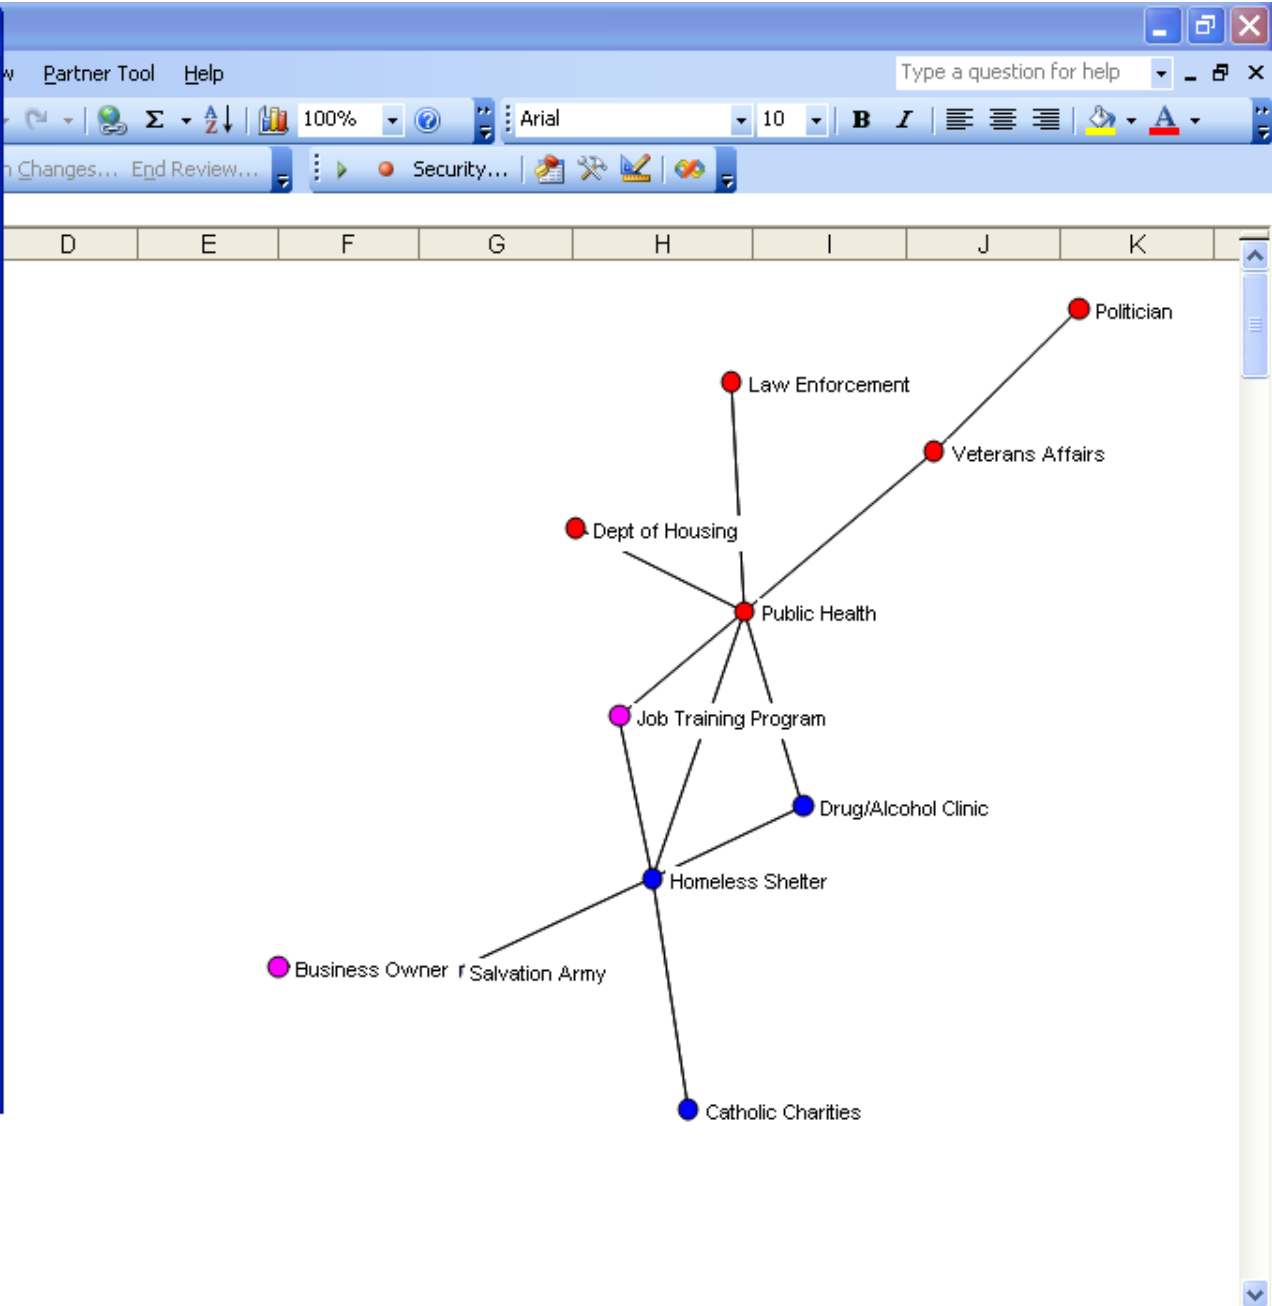 w Partner Tool Help Type a question for help
Σ A Z 100% Arial 10 B I A
n Changes... End Review... Security...
D E F G H I J K
Politician
Law Enforcement
Veterans Affairs
Dept of Housing
Public Health
Job Training Program
Drug/Alcohol Clinic
Homeless Shelter
Business Owner r Salvation Army
Catholic Charities